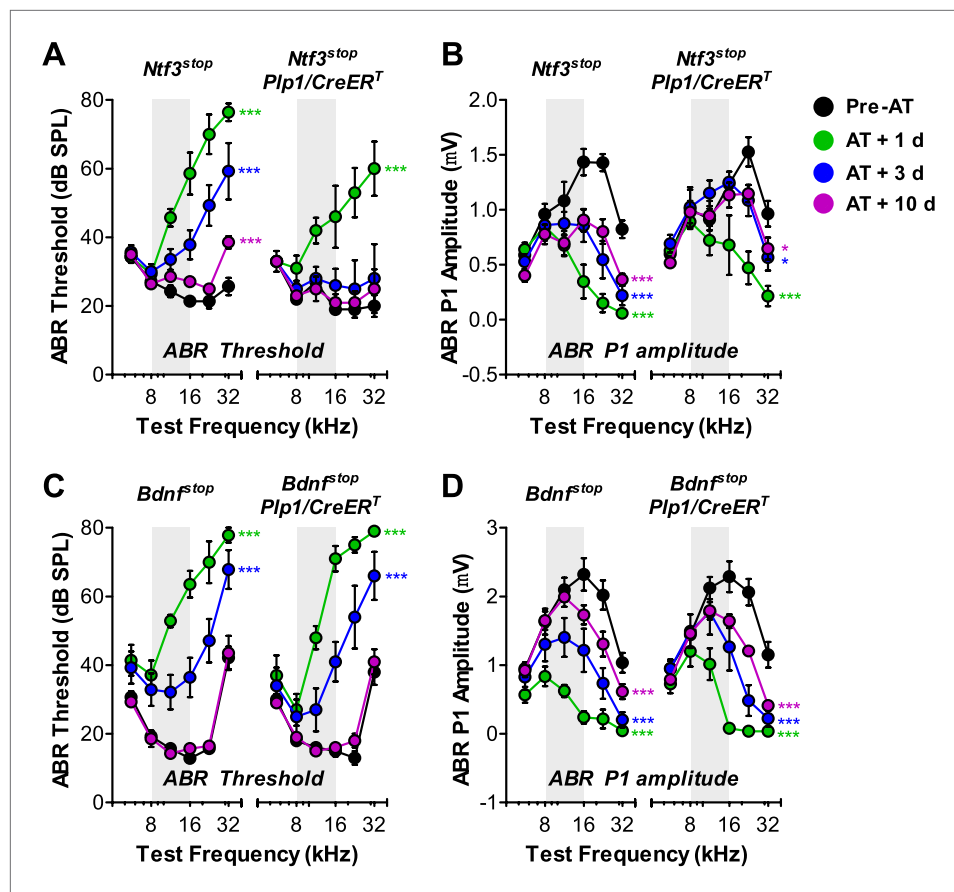 A
Ntf3stop
Ntf3stop
Plp1/CreERT
ABR Threshold (dB SPL)
80
60
40
20
0
***
***
***
***
ABR Threshold
8 16 32 8 16 32
Test Frequency (kHz)
B
Ntf3stop
Ntf3stop
Plp1/CreERT
ABR P1 Amplitude (mV)
2.0
1.5
1.0
0.5
0.0
-0.5
***
***
***
*
*
***
ABR P1 amplitude
8 16 32 8 16 32
Test Frequency (kHz)
Pre-AT
AT + 1 d
AT + 3 d
AT + 10 d
C
Bdnfstop
Bdnfstop
Plp1/CreERT
ABR Threshold (dB SPL)
80
60
40
20
0
***
***
***
***
ABR Threshold
8 16 32 8 16 32
Test Frequency (kHz)
D
Bdnfstop
Bdnfstop
Plp1/CreERT
ABR P1 Amplitude (mV)
3
2
1
0
-1
***
***
***
***
***
***
ABR P1 amplitude
8 16 32 8 16 32
Test Frequency (kHz)